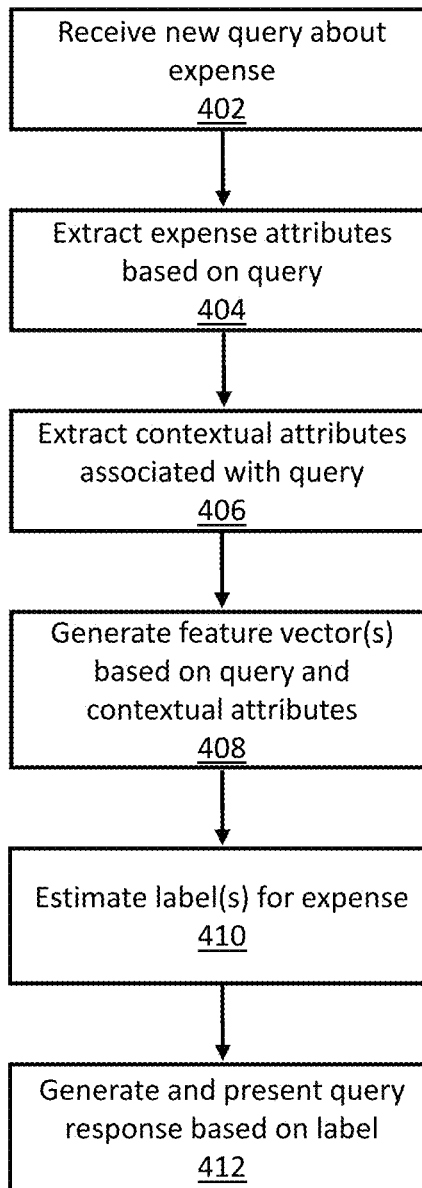 Receive new query about
expense
402
Extract expense attributes
based on query
404
Extract contextual attributes
associated with query
406
Generate feature vector(s)
based on query and
contextual attributes
408
Estimate label(s) for expense
410
Generate and present query
response based on label
412